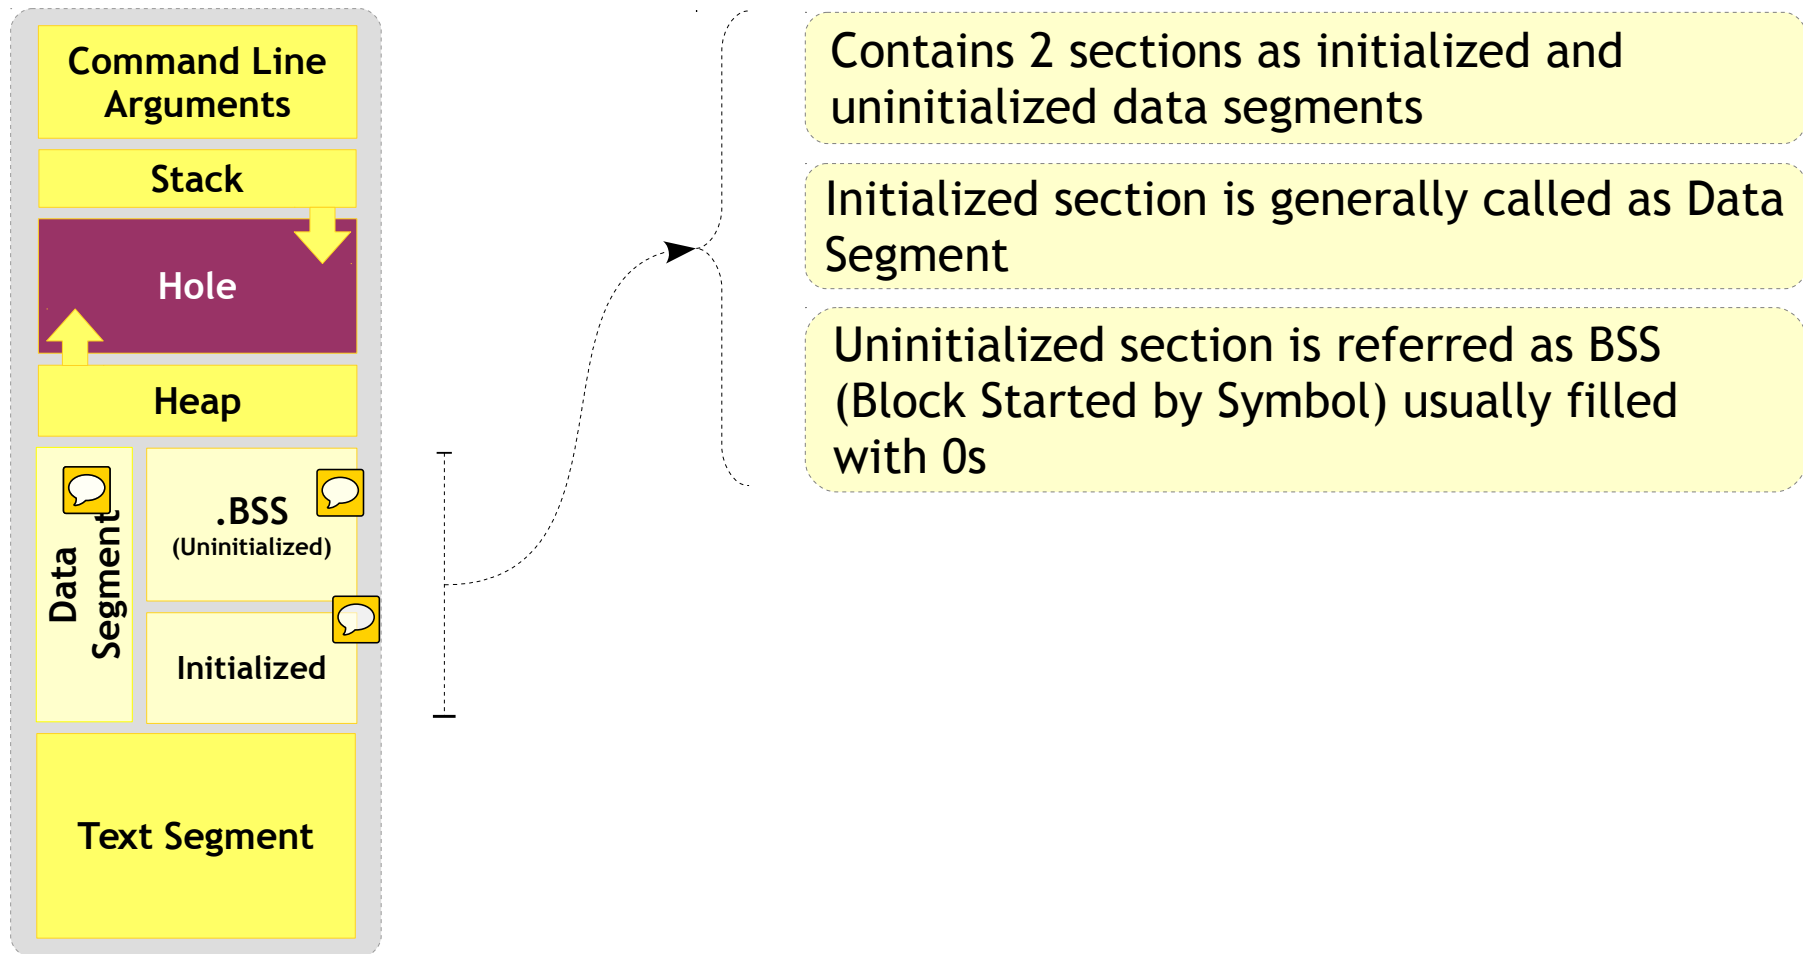 Command Line
Arguments
Stack
Hole
Heap
Data
Segment
.BSS
(Uninitialized)
Initialized
Text Segment
Contains 2 sections as initialized and
uninitialized data segments
Initialized section is generally called as Data
Segment
Uninitialized section is referred as BSS
(Block Started by Symbol) usually filled
with 0s